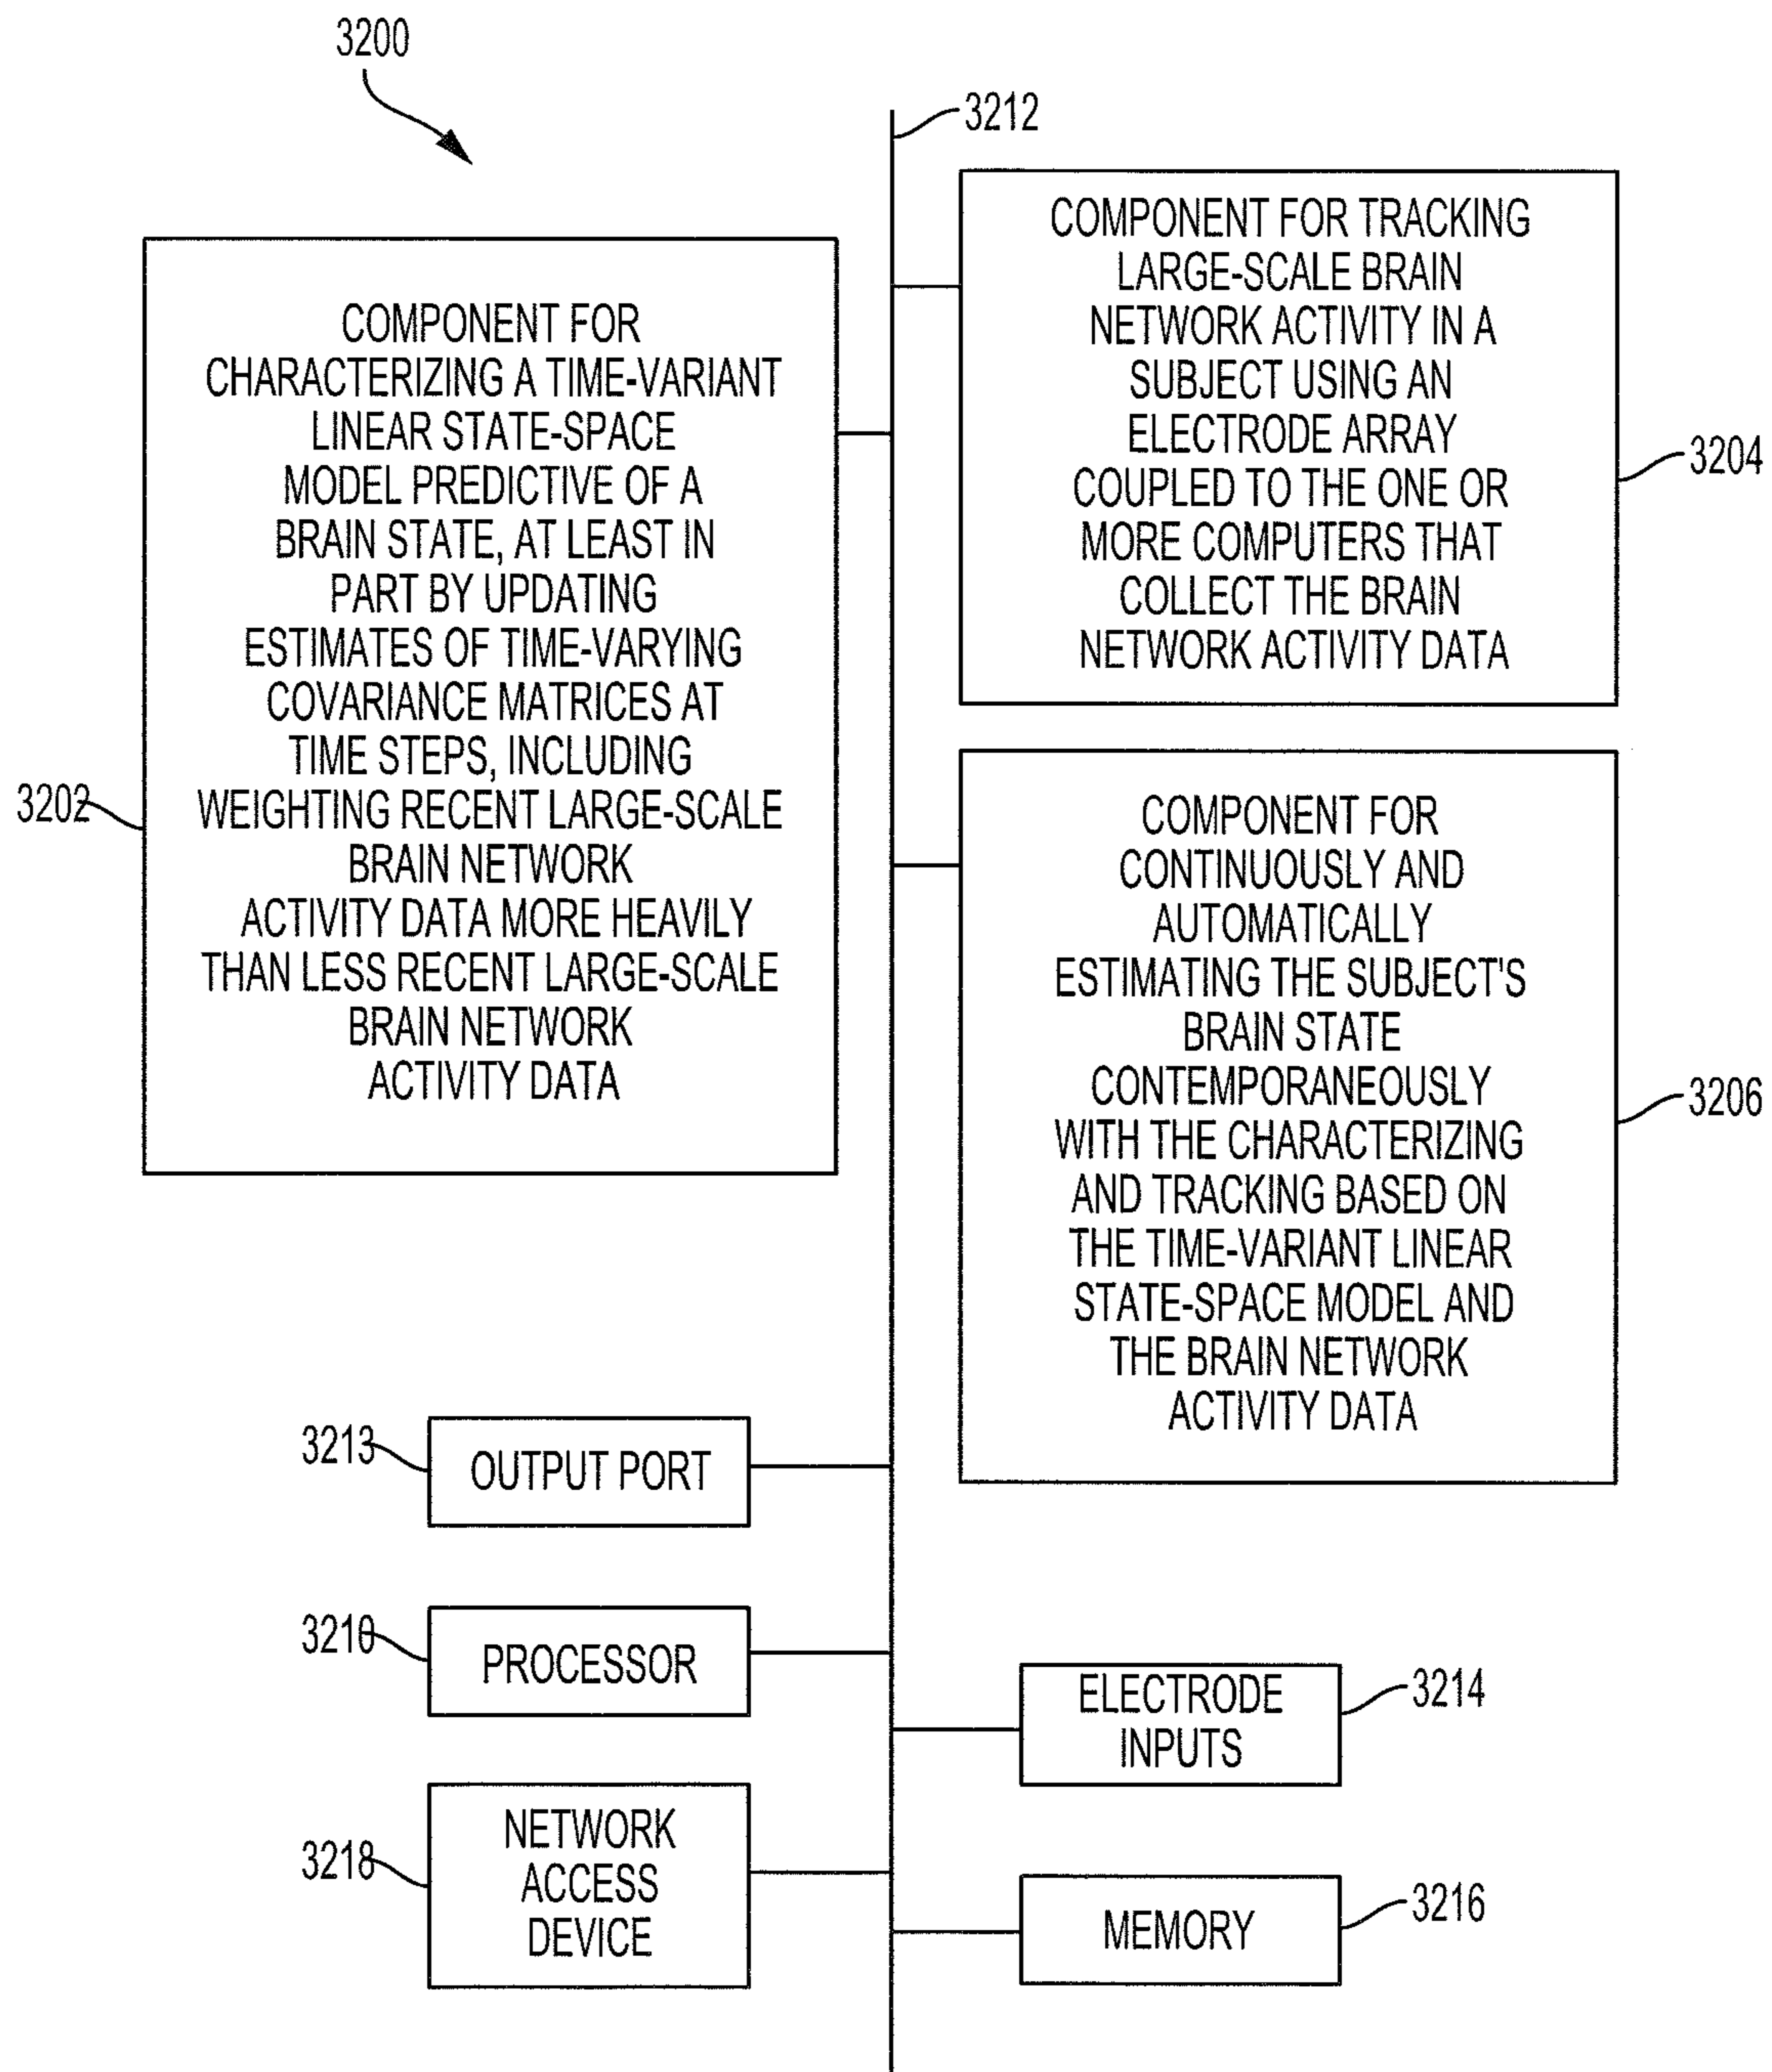 3200
3212
COMPONENT FOR
CHARACTERIZING A TIME-VARIANT
LINEAR STATE-SPACE
MODEL PREDICTIVE OF A
BRAIN STATE, AT LEAST IN
PART BY UPDATING
ESTIMATES OF TIME-VARYING
COVARIANCE MATRICES AT
TIME STEPS, INCLUDING
WEIGHTING RECENT LARGE-SCALE
BRAIN NETWORK
ACTIVITY DATA MORE HEAVILY
THAN LESS RECENT LARGE-SCALE
BRAIN NETWORK
ACTIVITY DATA
3202
COMPONENT FOR TRACKING
LARGE-SCALE BRAIN
NETWORK ACTIVITY IN A
SUBJECT USING AN
ELECTRODE ARRAY
COUPLED TO THE ONE OR
MORE COMPUTERS THAT
COLLECT THE BRAIN
NETWORK ACTIVITY DATA
3204
COMPONENT FOR
CONTINUOUSLY AND
AUTOMATICALLY
ESTIMATING THE SUBJECT'S
BRAIN STATE
CONTEMPORANEOUSLY
WITH THE CHARACTERIZING
AND TRACKING BASED ON
THE TIME-VARIANT LINEAR
STATE-SPACE MODEL AND
THE BRAIN NETWORK
ACTIVITY DATA
3206
3213
OUTPUT PORT
3210
PROCESSOR
ELECTRODE
INPUTS
3214
3218
NETWORK
ACCESS
DEVICE
MEMORY
3216